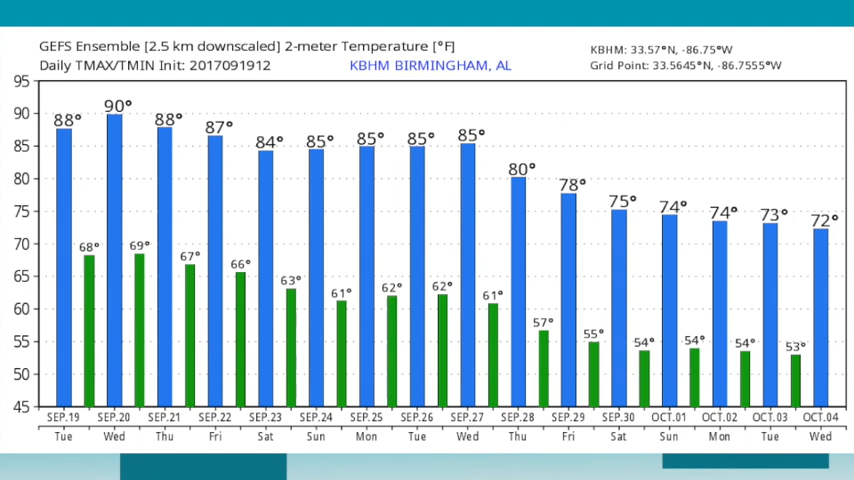 GEFS Ensemble [2.5 km downscaled] 2-meter Temperature [°F]
Daily TMAX/TMIN Init: 2017091912
KBHM BIRMINGHAM, AL
KBHM: 33.57°N, -86.75°W
Grid Point: 33.5645°N, -86.7555°W
95
90
85
80
75
70
65
60
55
50
45
88° 90° 88° 87° 84° 85° 85° 85° 85° 80° 78° 75° 74° 74° 73° 72°
68° 69° 67° 66° 63° 61° 62° 62° 61° 57° 55° 54° 54° 54° 53°
SEP.19 SEP.20 SEP.21 SEP.22 SEP.23 SEP.24 SEP.25 SEP.26 SEP.27 SEP.28 SEP.29 SEP.30 OCT.01 OCT.02 OCT.03 OCT.04
Tue Wed Thu Fri Sat Sun Mon Tue Wed Thu Fri Sat Sun Mon Tue Wed